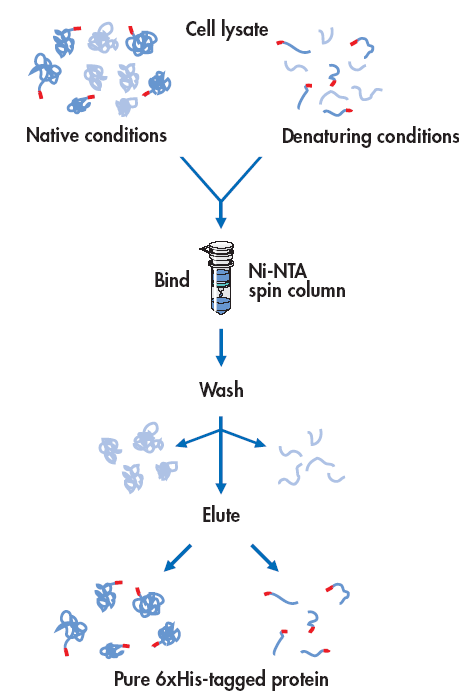 Cell lysate
Native conditions
Denaturing conditions
Bind
Ni-NTA
spin column
Wash
Elute
Pure 6xHis-tagged protein